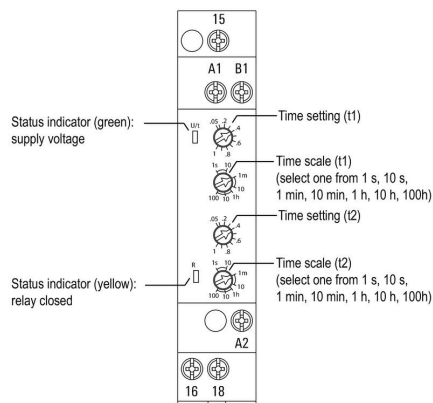 15
A1 B1
Status indicator (green):
supply voltage
U/t
.05 .2
.4
.6
.8
1
Time setting (t1)
1s 10
1m
10
1h
10
100
Time scale (t1)
(select one from 1 s, 10 s,
1 min, 10 min, 1 h, 10 h, 100h)
.05 .2
.4
.6
.8
1
Time setting (t2)
Status indicator (yellow):
relay closed
R
1s 10
1m
10
1h
10
100
Time scale (t2)
(select one from 1 s, 10 s,
1 min, 10 min, 1 h, 10 h, 100h)
A2
16 18